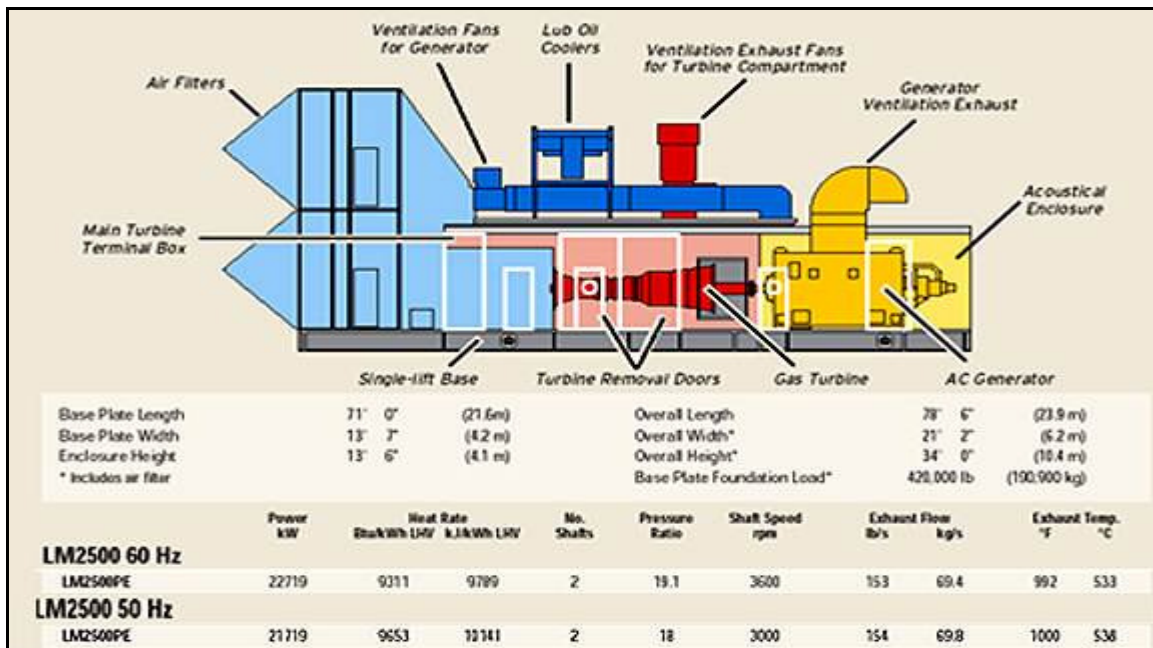 Ventilation Fans
for Generator
Lub Oil
Coolers
Ventilation Exhaust Fans
for Turbine Compartment
Generator
Ventilation Exhaust
Air Filters
Acoustical
Enclosure
Main Turbine
Terminal Box
Single-lift Base
Turbine Removal Doors
Gas Turbine
AC Generator
Base Plate Length 71' 0" (21.6m) Overall Length 78' 6" (23.9 m)
Base Plate Width 13' 7" (4.2 m) Overall Width* 21' 2" (6.2 m)
Enclosure Height 13' 6" (4.1 m) Overall Height* 34' 0" (10.4 m)
* Includes air filter Base Plate Foundation Load* 420,000 lb (190,900 kg)
Power Heat Rate No. Pressure Shaft Speed Exhaust Flow Exhaust Temp.
kW Btu/kWh LHV kJ/kWh LHV Shafts Ratio rpm lb/s kg/s °F °C
LM2500 60 Hz
LM2500PE 22719 9311 9789 2 19.1 3600 153 69.4 992 533
LM2500 50 Hz
LM2500PE 21719 9653 10141 2 18 3000 154 69.8 1000 538